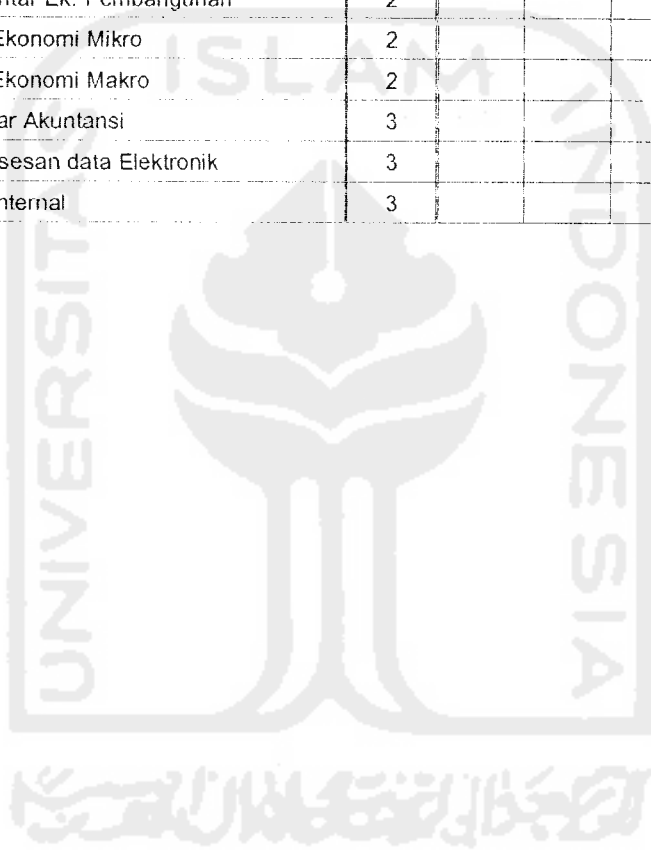 ntar Ek. Pembangunan 2
Ekonomi Mikro 2
Ekonomi Makro 2
ar Akuntansi 3
sesan data Elektronik 3
nternal 3
UNIVERSITAS ISLAM INDONESIA